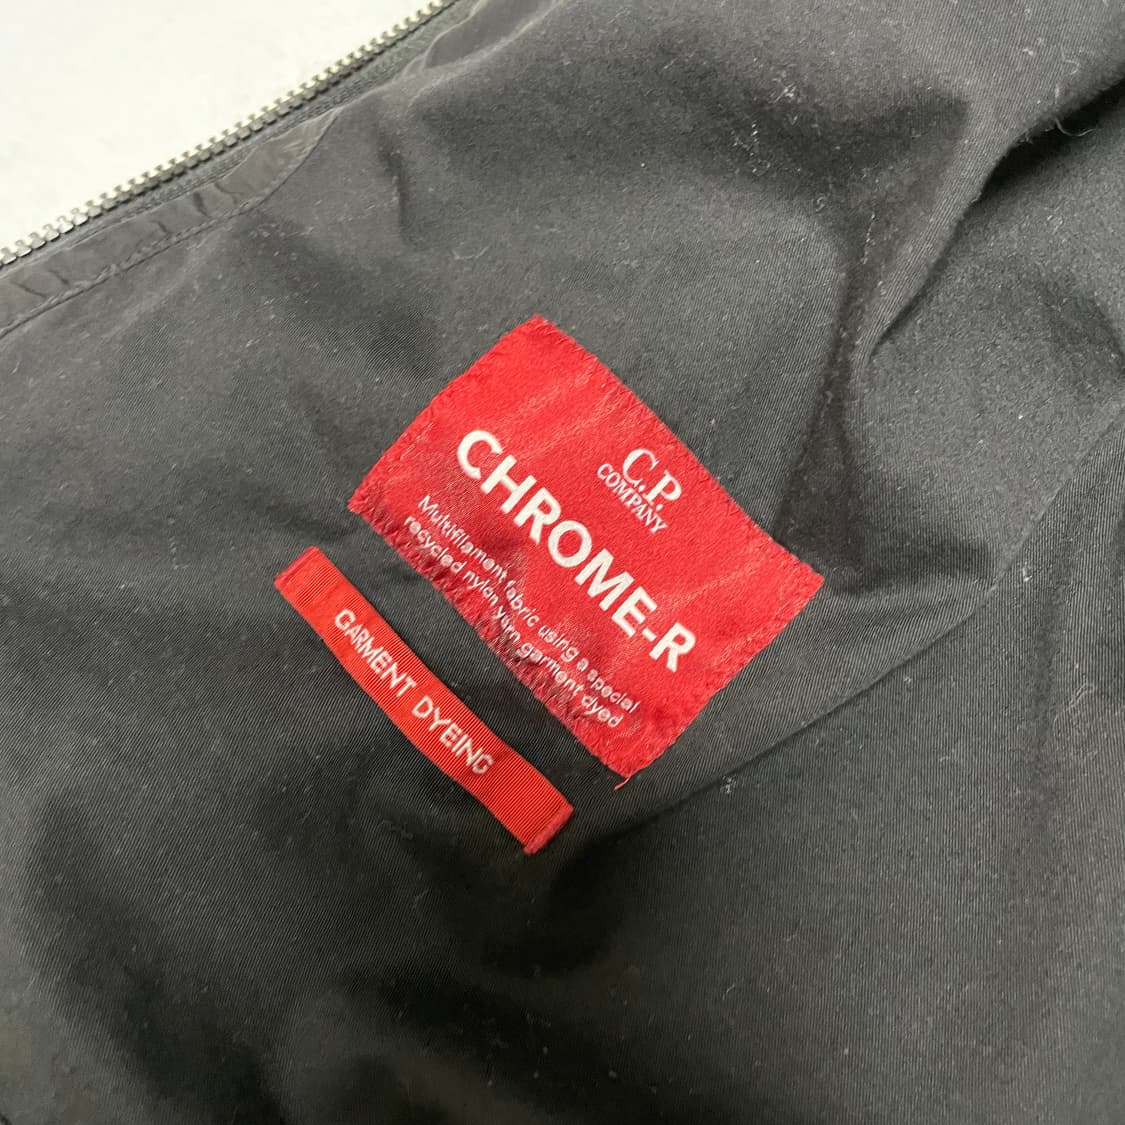 C.P.
COMPANY
CHROME-R
Multifilament fabric using a special
recycled nylon yarn, garment dyed
GARMENT DYEING